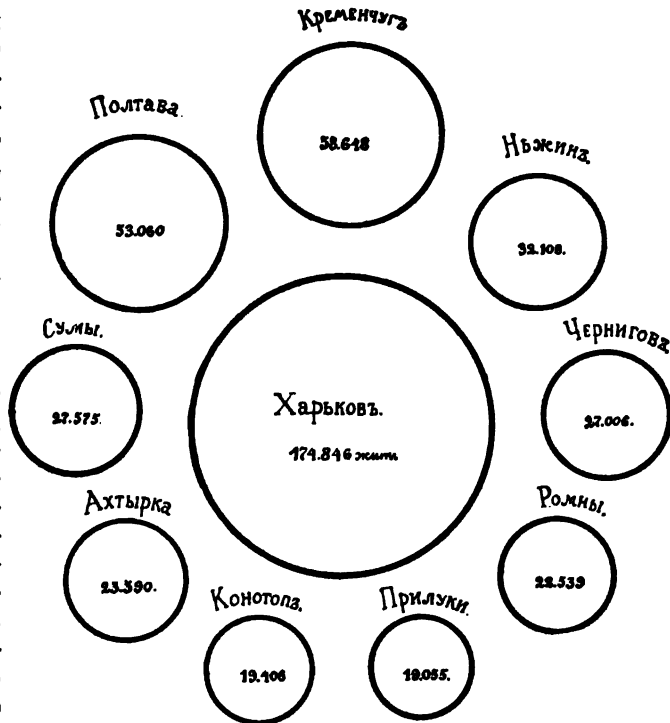 Кременчугъ
58.648
Полтава.
53.060
Нѣжинъ.
32.108.
Сумы.
27.575.
Черниговъ.
27.006.
Харьковъ.
174.846 жит
Ахтырка
23.390.
Ромны.
22.539
Конотопъ.
19.406
Прилуки.
19.055.